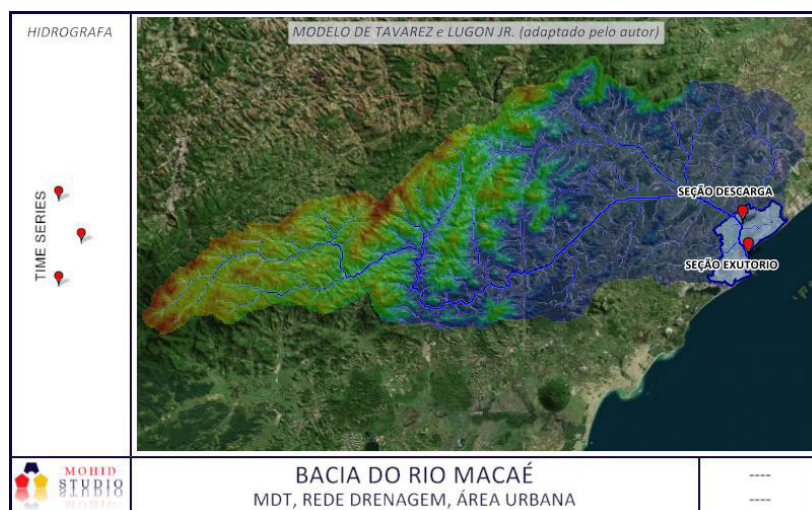 HIDROGRAFA
MODELO DE TAVAREZ e LUGON JR. (adaptado pelo autor)
TIME SERIES
SEÇÃO DESCARGA
SEÇÃO EXUTORIO
MOHID
STUDIO
BACIA DO RIO MACAÉ
MDT, REDE DRENAGEM, ÁREA URBANA
----
----